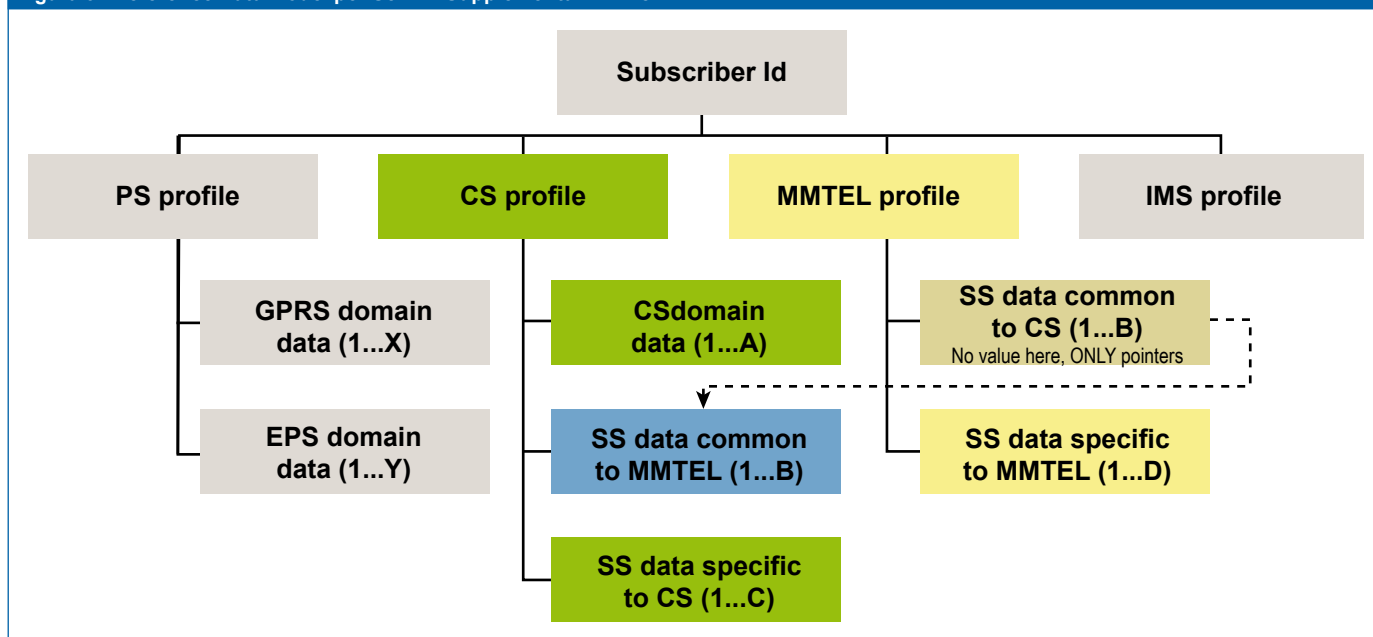 Subscriber Id
PS profile
CS profile
MMTEL profile
IMS profile
GPRS domain
data (1...X)
CSdomain
data (1...A)
SS data common
to CS (1...B)
No value here, ONLY pointers
EPS domain
data (1...Y)
SS data common
to MMTEL (1...B)
SS data specific
to MMTEL (1...D)
SS data specific
to CS (1...C)